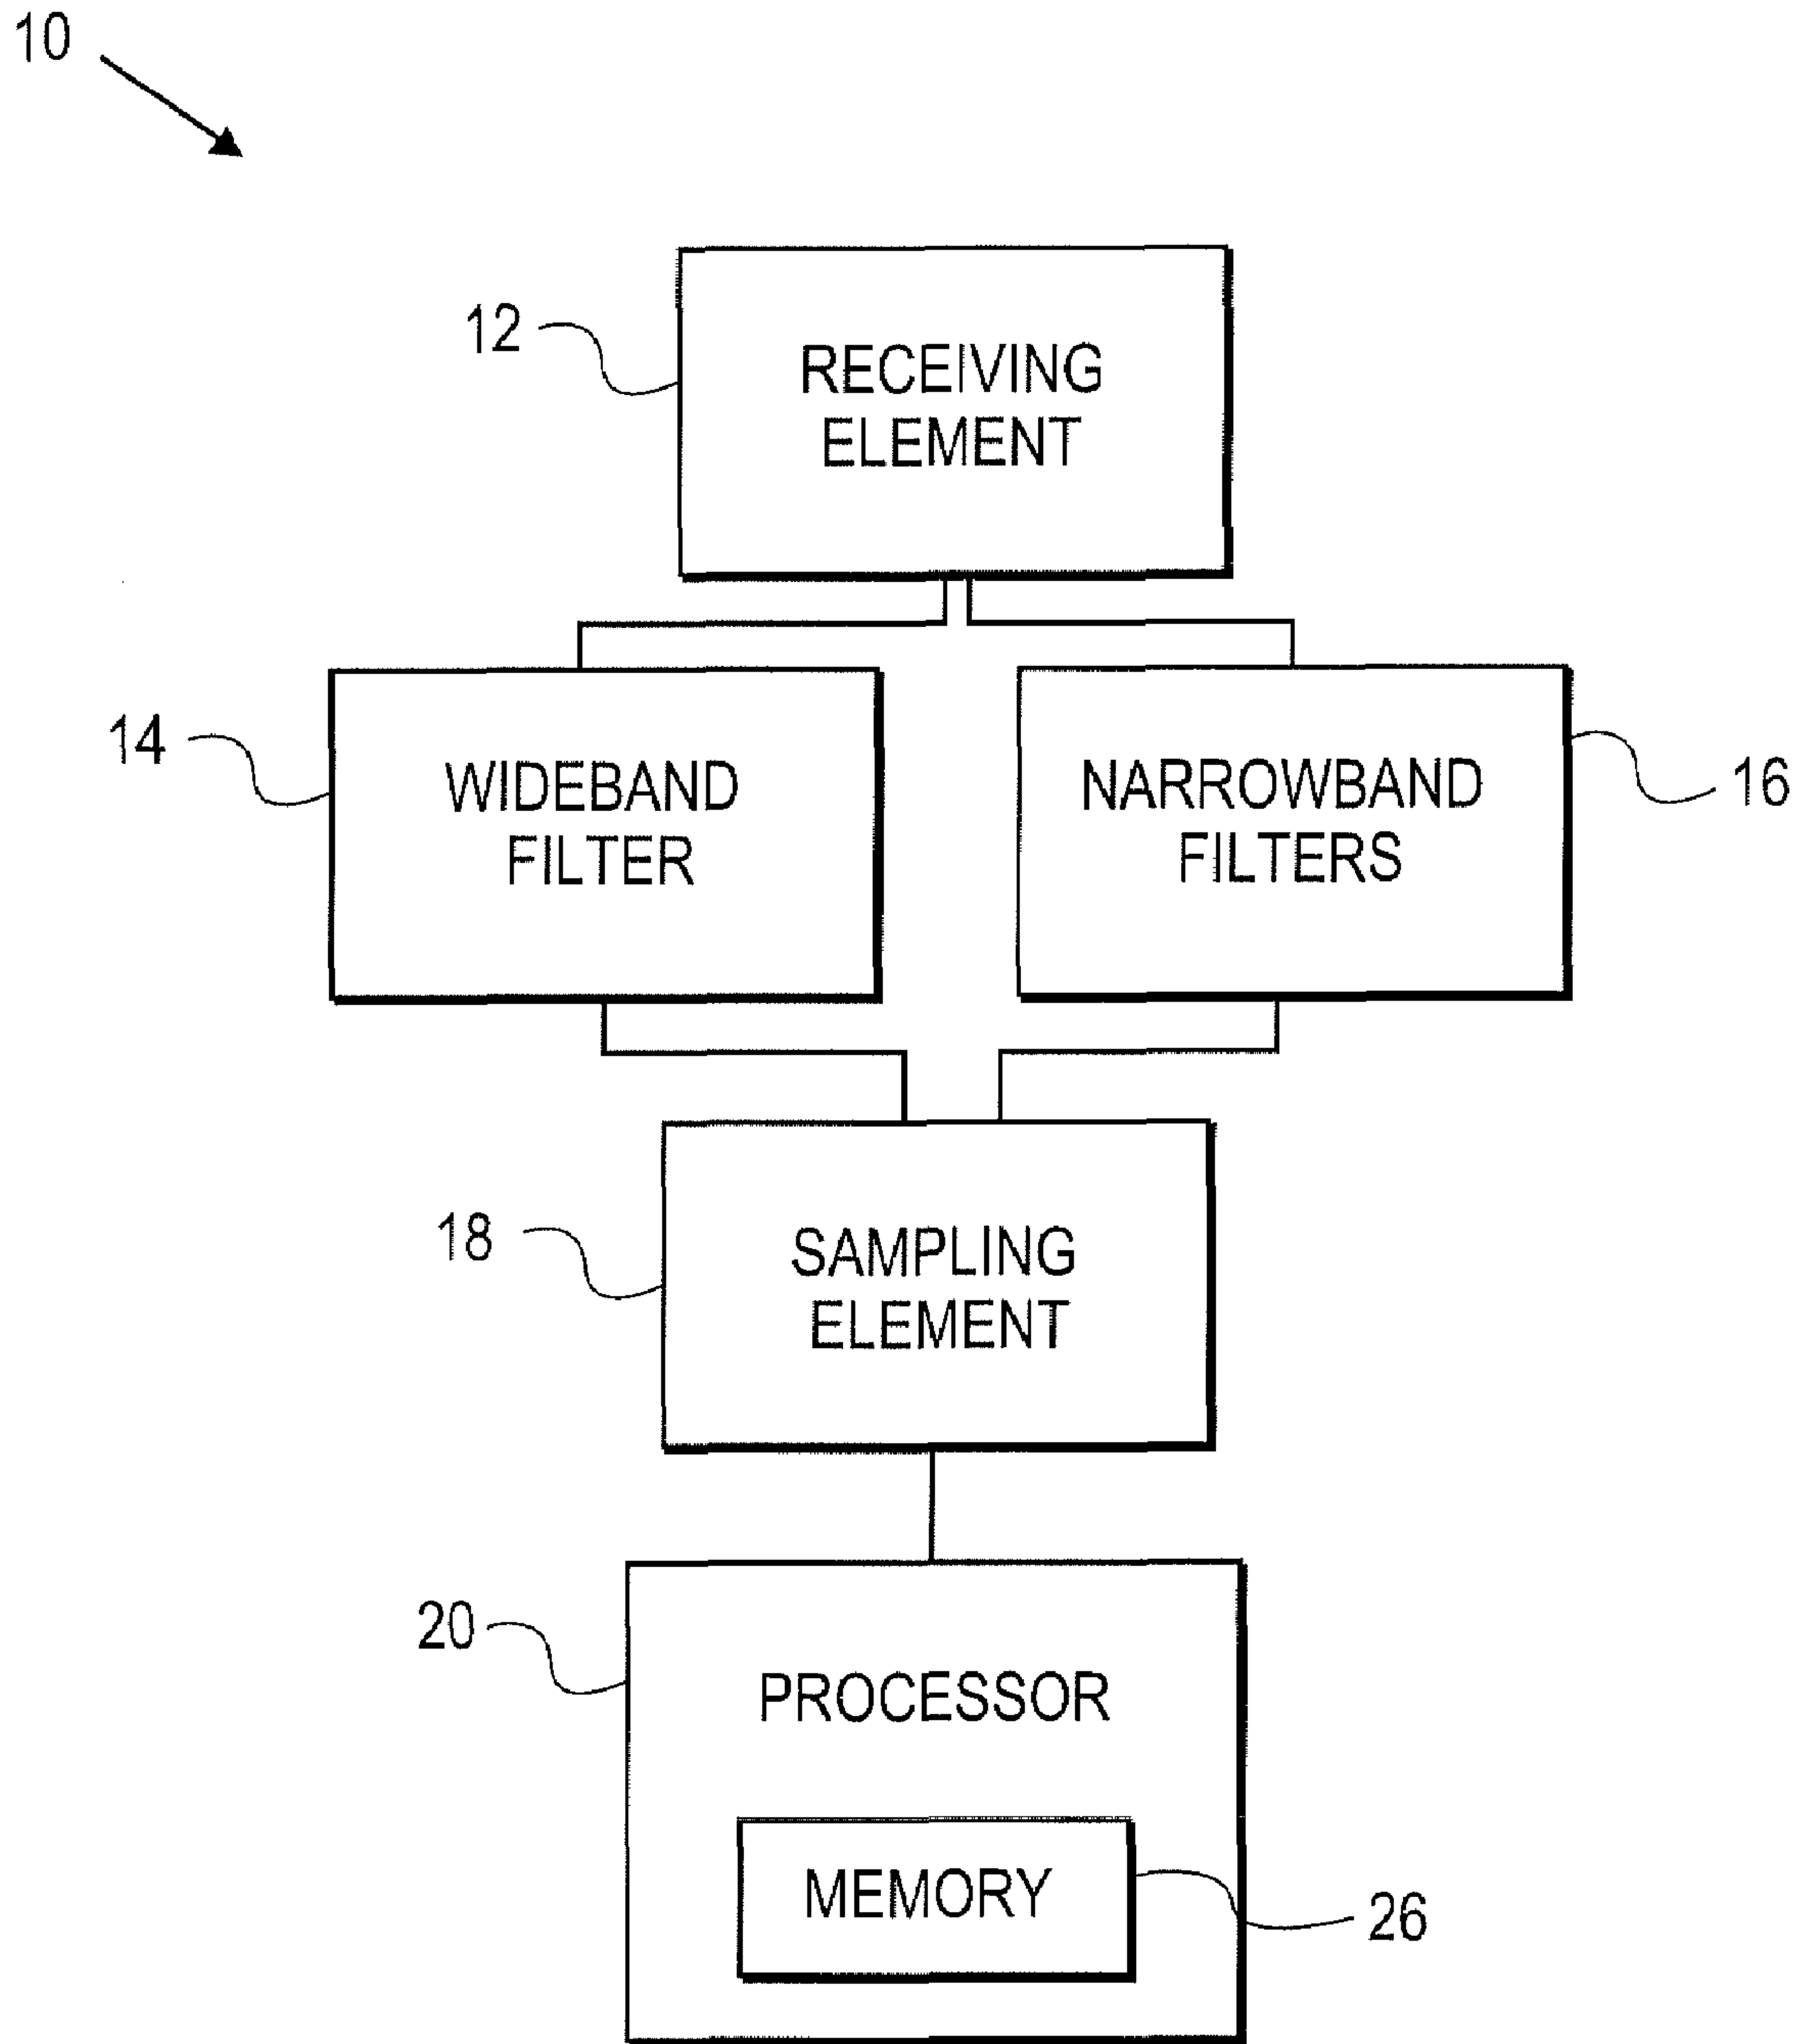 10
12
RECEIVING
ELEMENT
14
WIDEBAND
FILTER
NARROWBAND
FILTERS
16
18
SAMPLING
ELEMENT
20
PROCESSOR
MEMORY
26